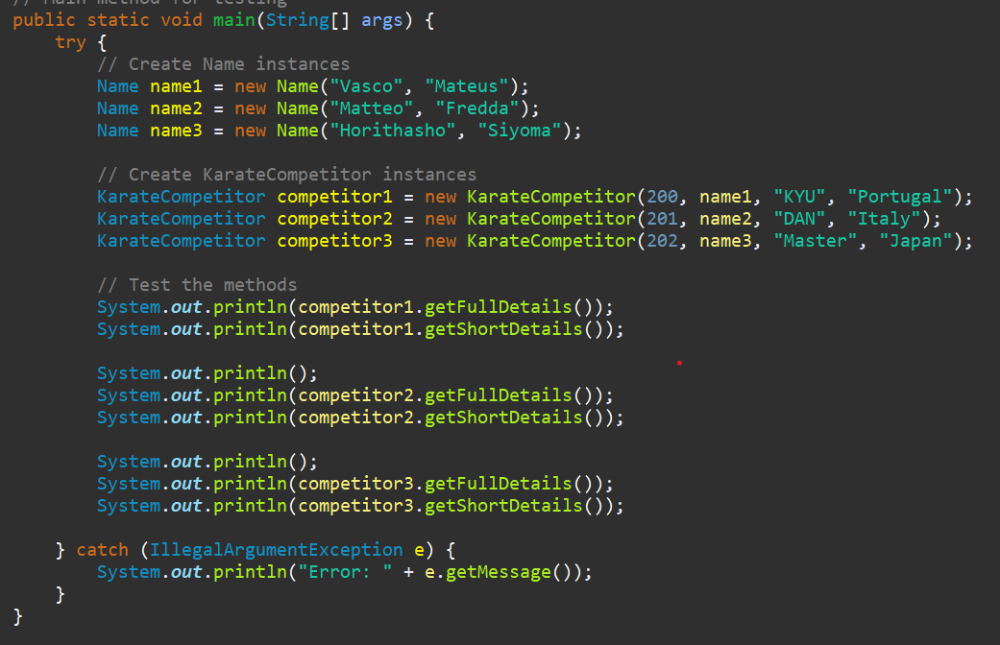 // Main method for testing
public static void main(String[] args) {
    try {
        // Create Name instances
        Name name1 = new Name("Vasco", "Mateus");
        Name name2 = new Name("Matteo", "Fredda");
        Name name3 = new Name("Horithasho", "Siyoma");

        // Create KarateCompetitor instances
        KarateCompetitor competitor1 = new KarateCompetitor(200, name1, "KYU", "Portugal");
        KarateCompetitor competitor2 = new KarateCompetitor(201, name2, "DAN", "Italy");
        KarateCompetitor competitor3 = new KarateCompetitor(202, name3, "Master", "Japan");

        // Test the methods
        System.out.println(competitor1.getFullDetails());
        System.out.println(competitor1.getShortDetails());

        System.out.println();
        System.out.println(competitor2.getFullDetails());
        System.out.println(competitor2.getShortDetails());

        System.out.println();
        System.out.println(competitor3.getFullDetails());
        System.out.println(competitor3.getShortDetails());

    } catch (IllegalArgumentException e) {
        System.out.println("Error: " + e.getMessage());
    }
}